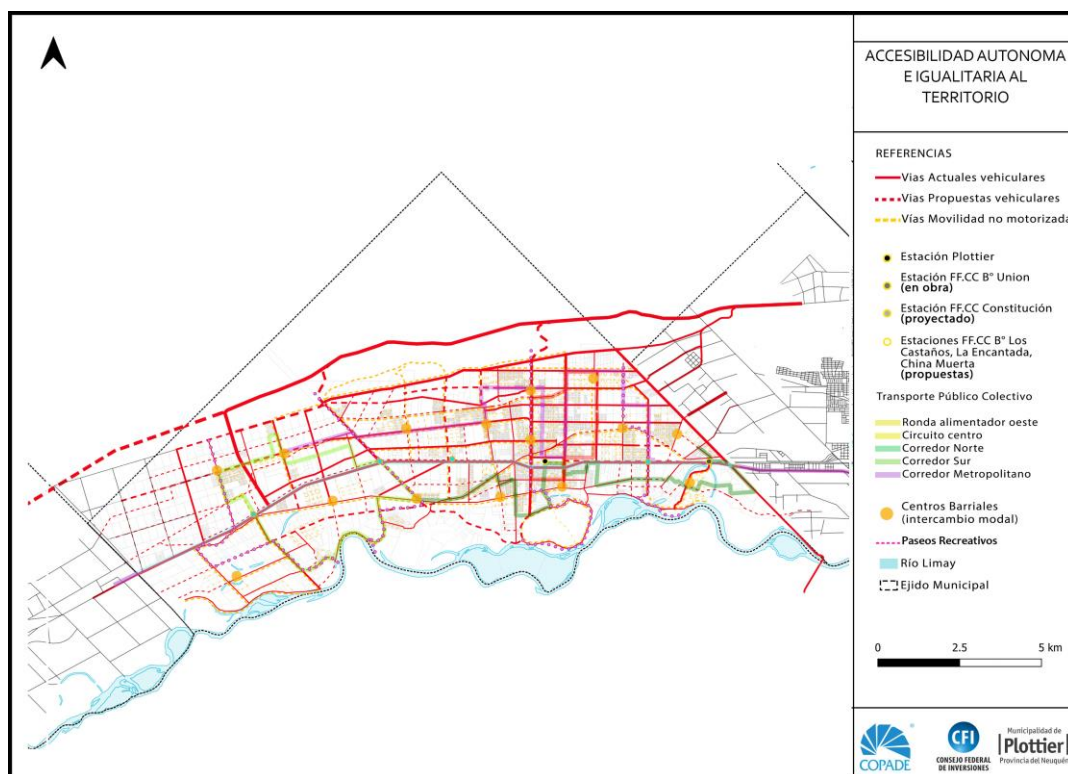 ACCESIBILIDAD AUTONOMA
E IGUALITARIA AL
TERRITORIO
REFERENCIAS
Vias Actuales vehiculares
Vias Propuestas vehiculares
Vías Movilidad no motorizada
Estación Plottier
Estación FF.CC B° Union
(en obra)
Estación FF.CC Constitución
(proyectado)
Estaciones FF.CC B° Los
Castaños, La Encantada,
China Muerta
(propuestas)
Transporte Público Colectivo
Ronda alimentador oeste
Circuito centro
Corredor Norte
Corredor Sur
Corredor Metropolitano
Centros Barriales
(intercambio modal)
Paseos Recreativos
Río Limay
Ejido Municipal
0 2.5 5 km
COPADE
CFI
CONSEJO FEDERAL
DE INVERSIONES
Municipalidad de
Plottier
Provincia del Neuquén